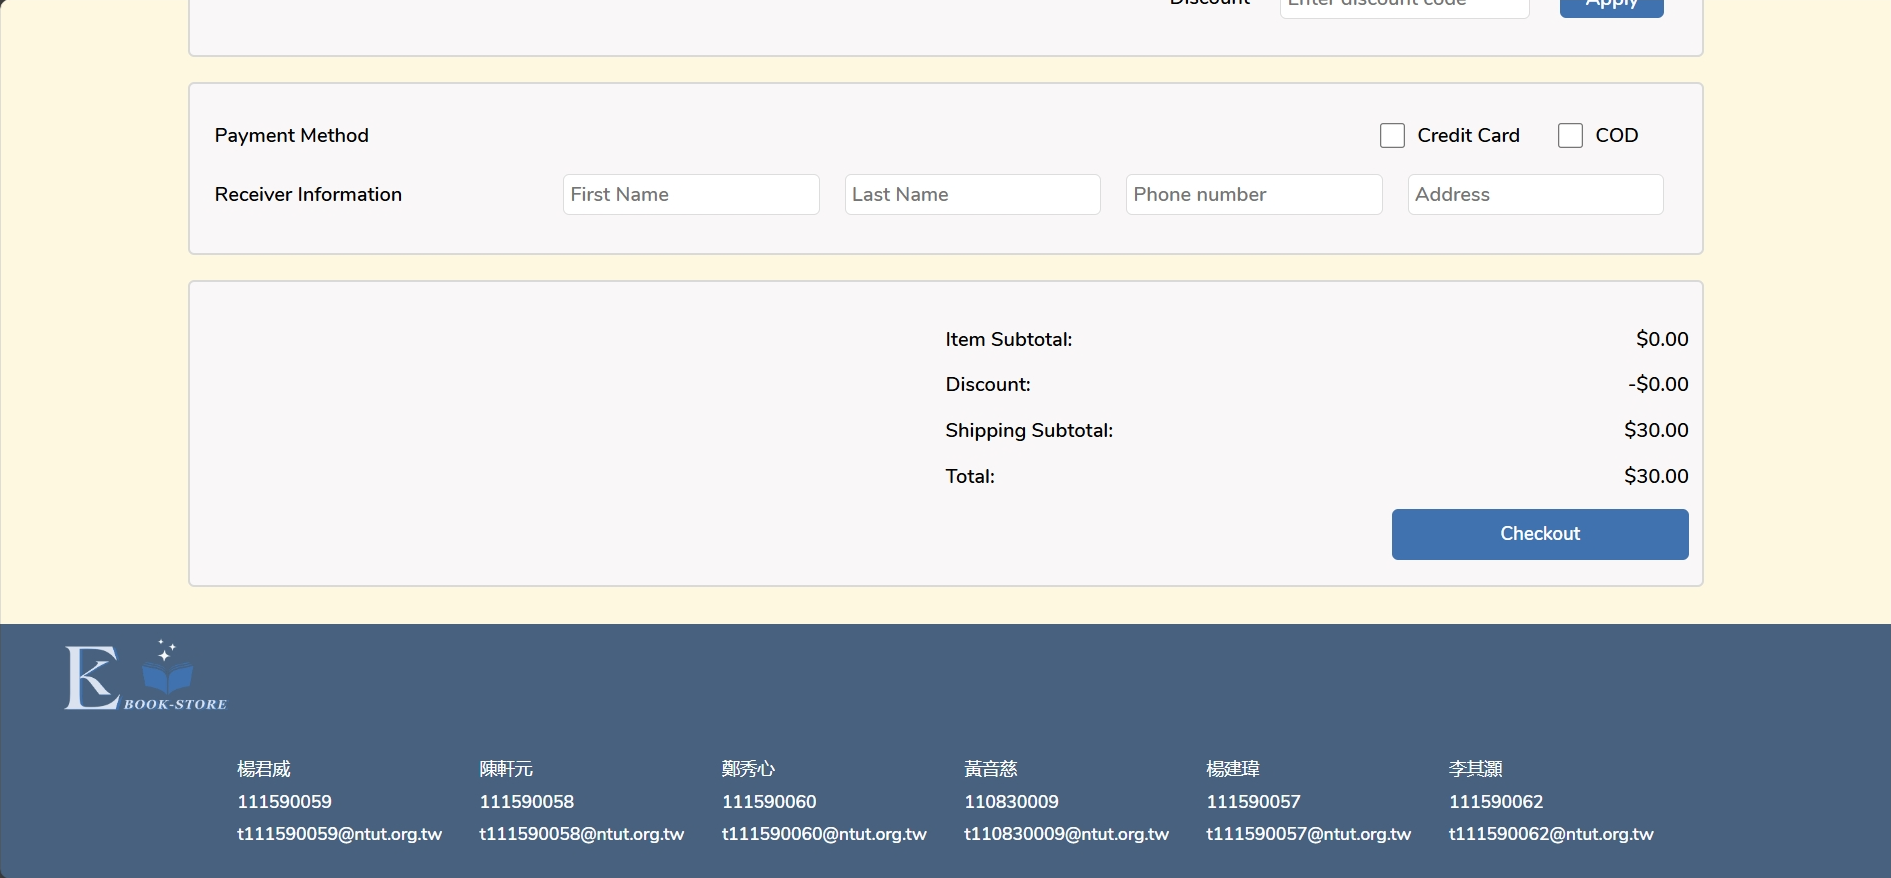 Discount Enter discount code Apply
Payment Method Credit Card COD
Receiver Information First Name Last Name Phone number Address
Item Subtotal: $0.00
Discount: -$0.00
Shipping Subtotal: $30.00
Total: $30.00
Checkout
EK BOOK-STORE
楊君威 陳軒元 鄭秀心 黃音慈 楊建瑋 李其灝
111590059 111590058 111590060 110830009 111590057 111590062
t111590059@ntut.org.tw t111590058@ntut.org.tw t111590060@ntut.org.tw t110830009@ntut.org.tw t111590057@ntut.org.tw t111590062@ntut.org.tw